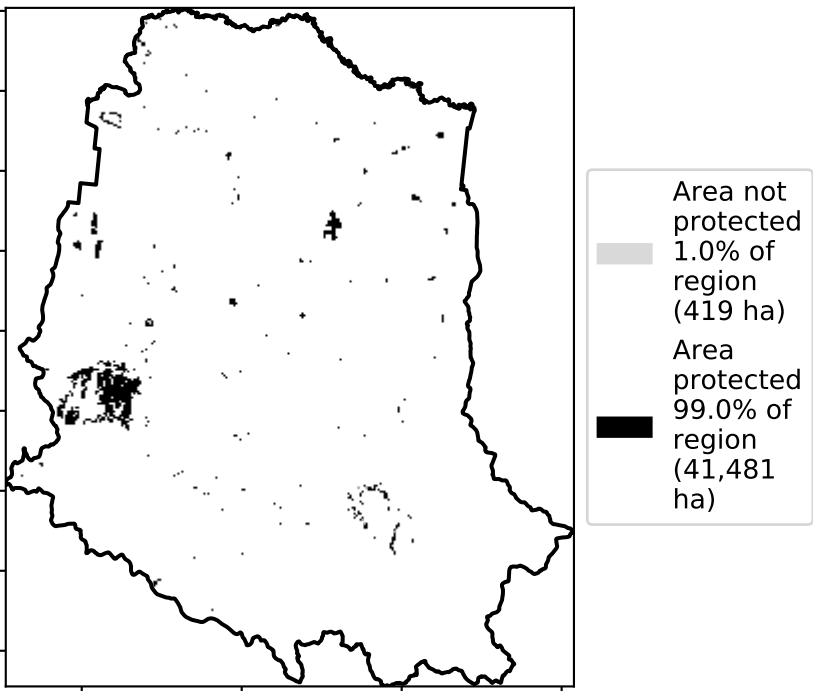 Area not
protected
1.0% of
region
(419 ha)
Area
protected
99.0% of
region
(41,481
ha)